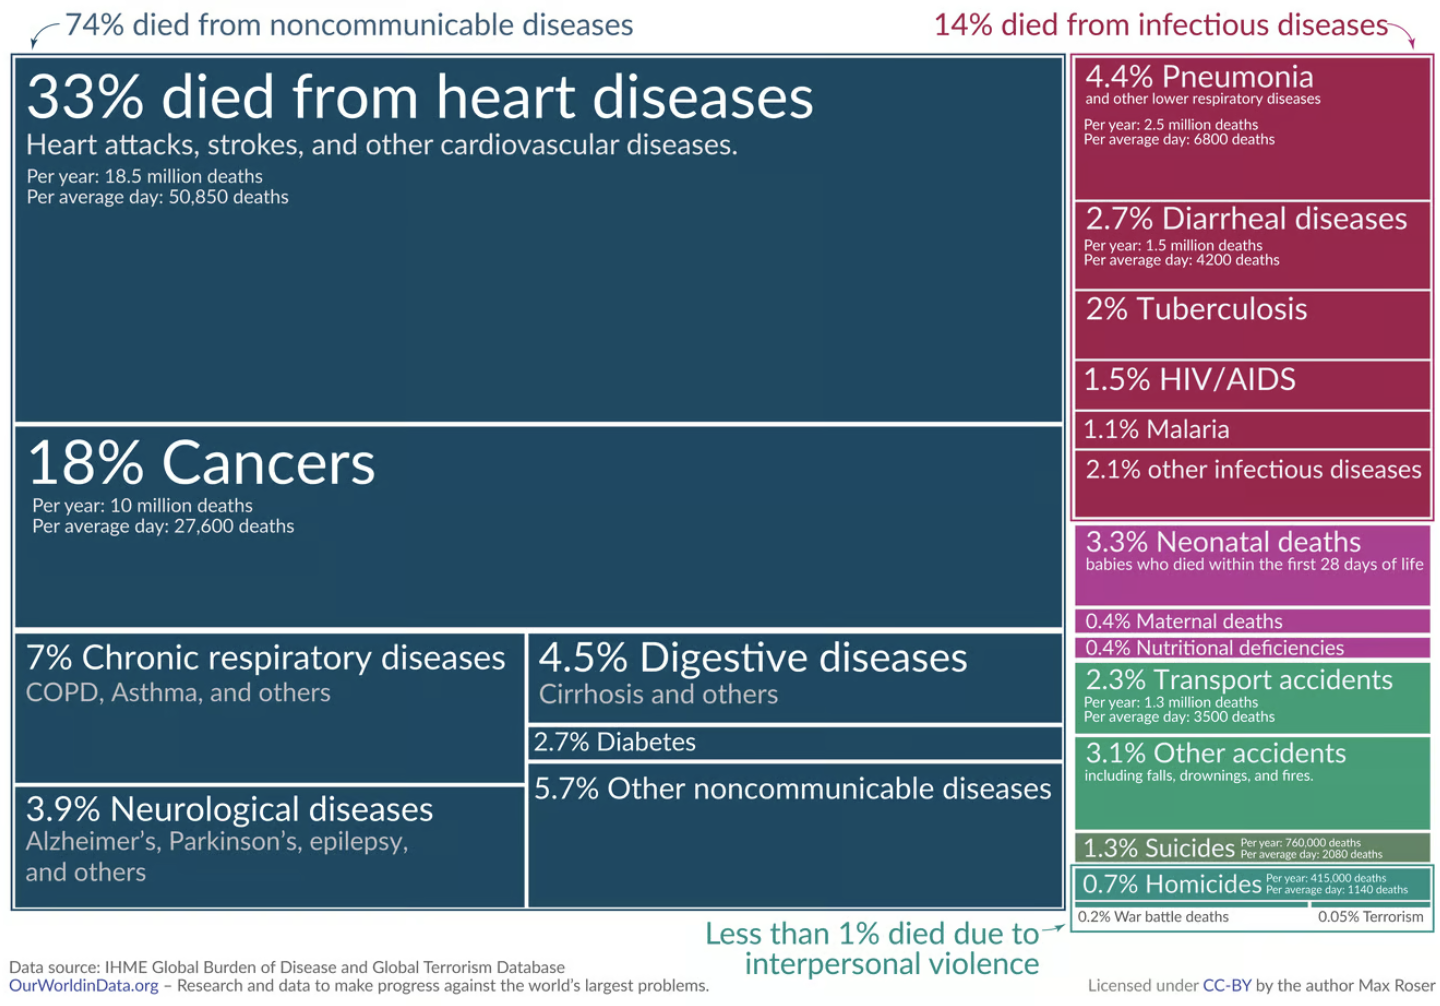 74% died from noncommunicable diseases
14% died from infectious diseases
33% died from heart diseases
Heart attacks, strokes, and other cardiovascular diseases.
Per year: 18.5 million deaths
Per average day: 50,850 deaths
18% Cancers
Per year: 10 million deaths
Per average day: 27,600 deaths
7% Chronic respiratory diseases
COPD, Asthma, and others
3.9% Neurological diseases
Alzheimer's, Parkinson's, epilepsy,
and others
4.5% Digestive diseases
Cirrhosis and others
2.7% Diabetes
5.7% Other noncommunicable diseases
4.4% Pneumonia
and other lower respiratory diseases
Per year: 2.5 million deaths
Per average day: 6800 deaths
2.7% Diarrheal diseases
Per year: 1.5 million deaths
Per average day: 4200 deaths
2% Tuberculosis
1.5% HIV/AIDS
1.1% Malaria
2.1% other infectious diseases
3.3% Neonatal deaths
babies who died within the first 28 days of life
0.4% Maternal deaths
0.4% Nutritional deficiencies
2.3% Transport accidents
Per year: 1.3 million deaths
Per average day: 3500 deaths
3.1% Other accidents
including falls, drownings, and fires.
1.3% Suicides
Per year: 760,000 deaths
Per average day: 2080 deaths
0.7% Homicides
Per year: 415,000 deaths
Per average day: 1140 deaths
0.2% War battle deaths
0.05% Terrorism
Less than 1% died due to
interpersonal violence
Data source: IHME Global Burden of Disease and Global Terrorism Database
OurWorldinData.org – Research and data to make progress against the world's largest problems.
Licensed under CC-BY by the author Max Roser